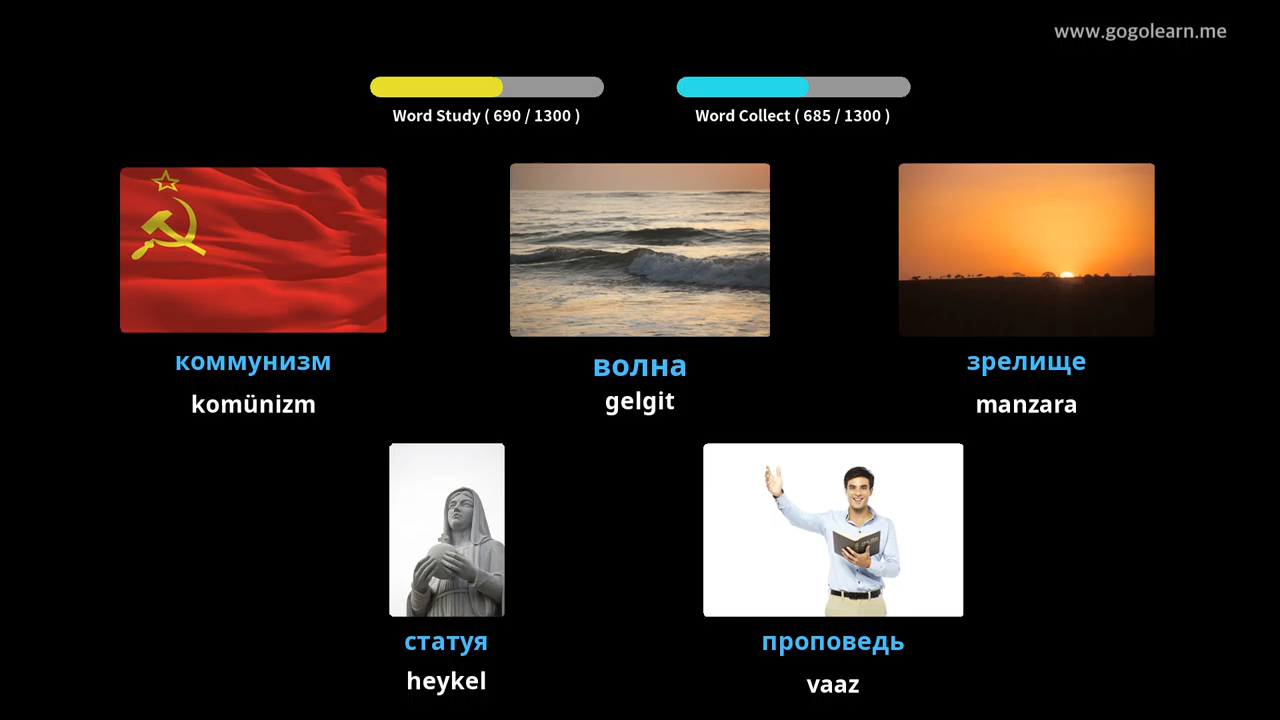 www.gogolearn.me
Word Study ( 690 / 1300 )
Word Collect ( 685 / 1300 )
коммунизм
komünizm
волна
gelgit
зрелище
manzara
статуя
heykel
проповедь
vaaz